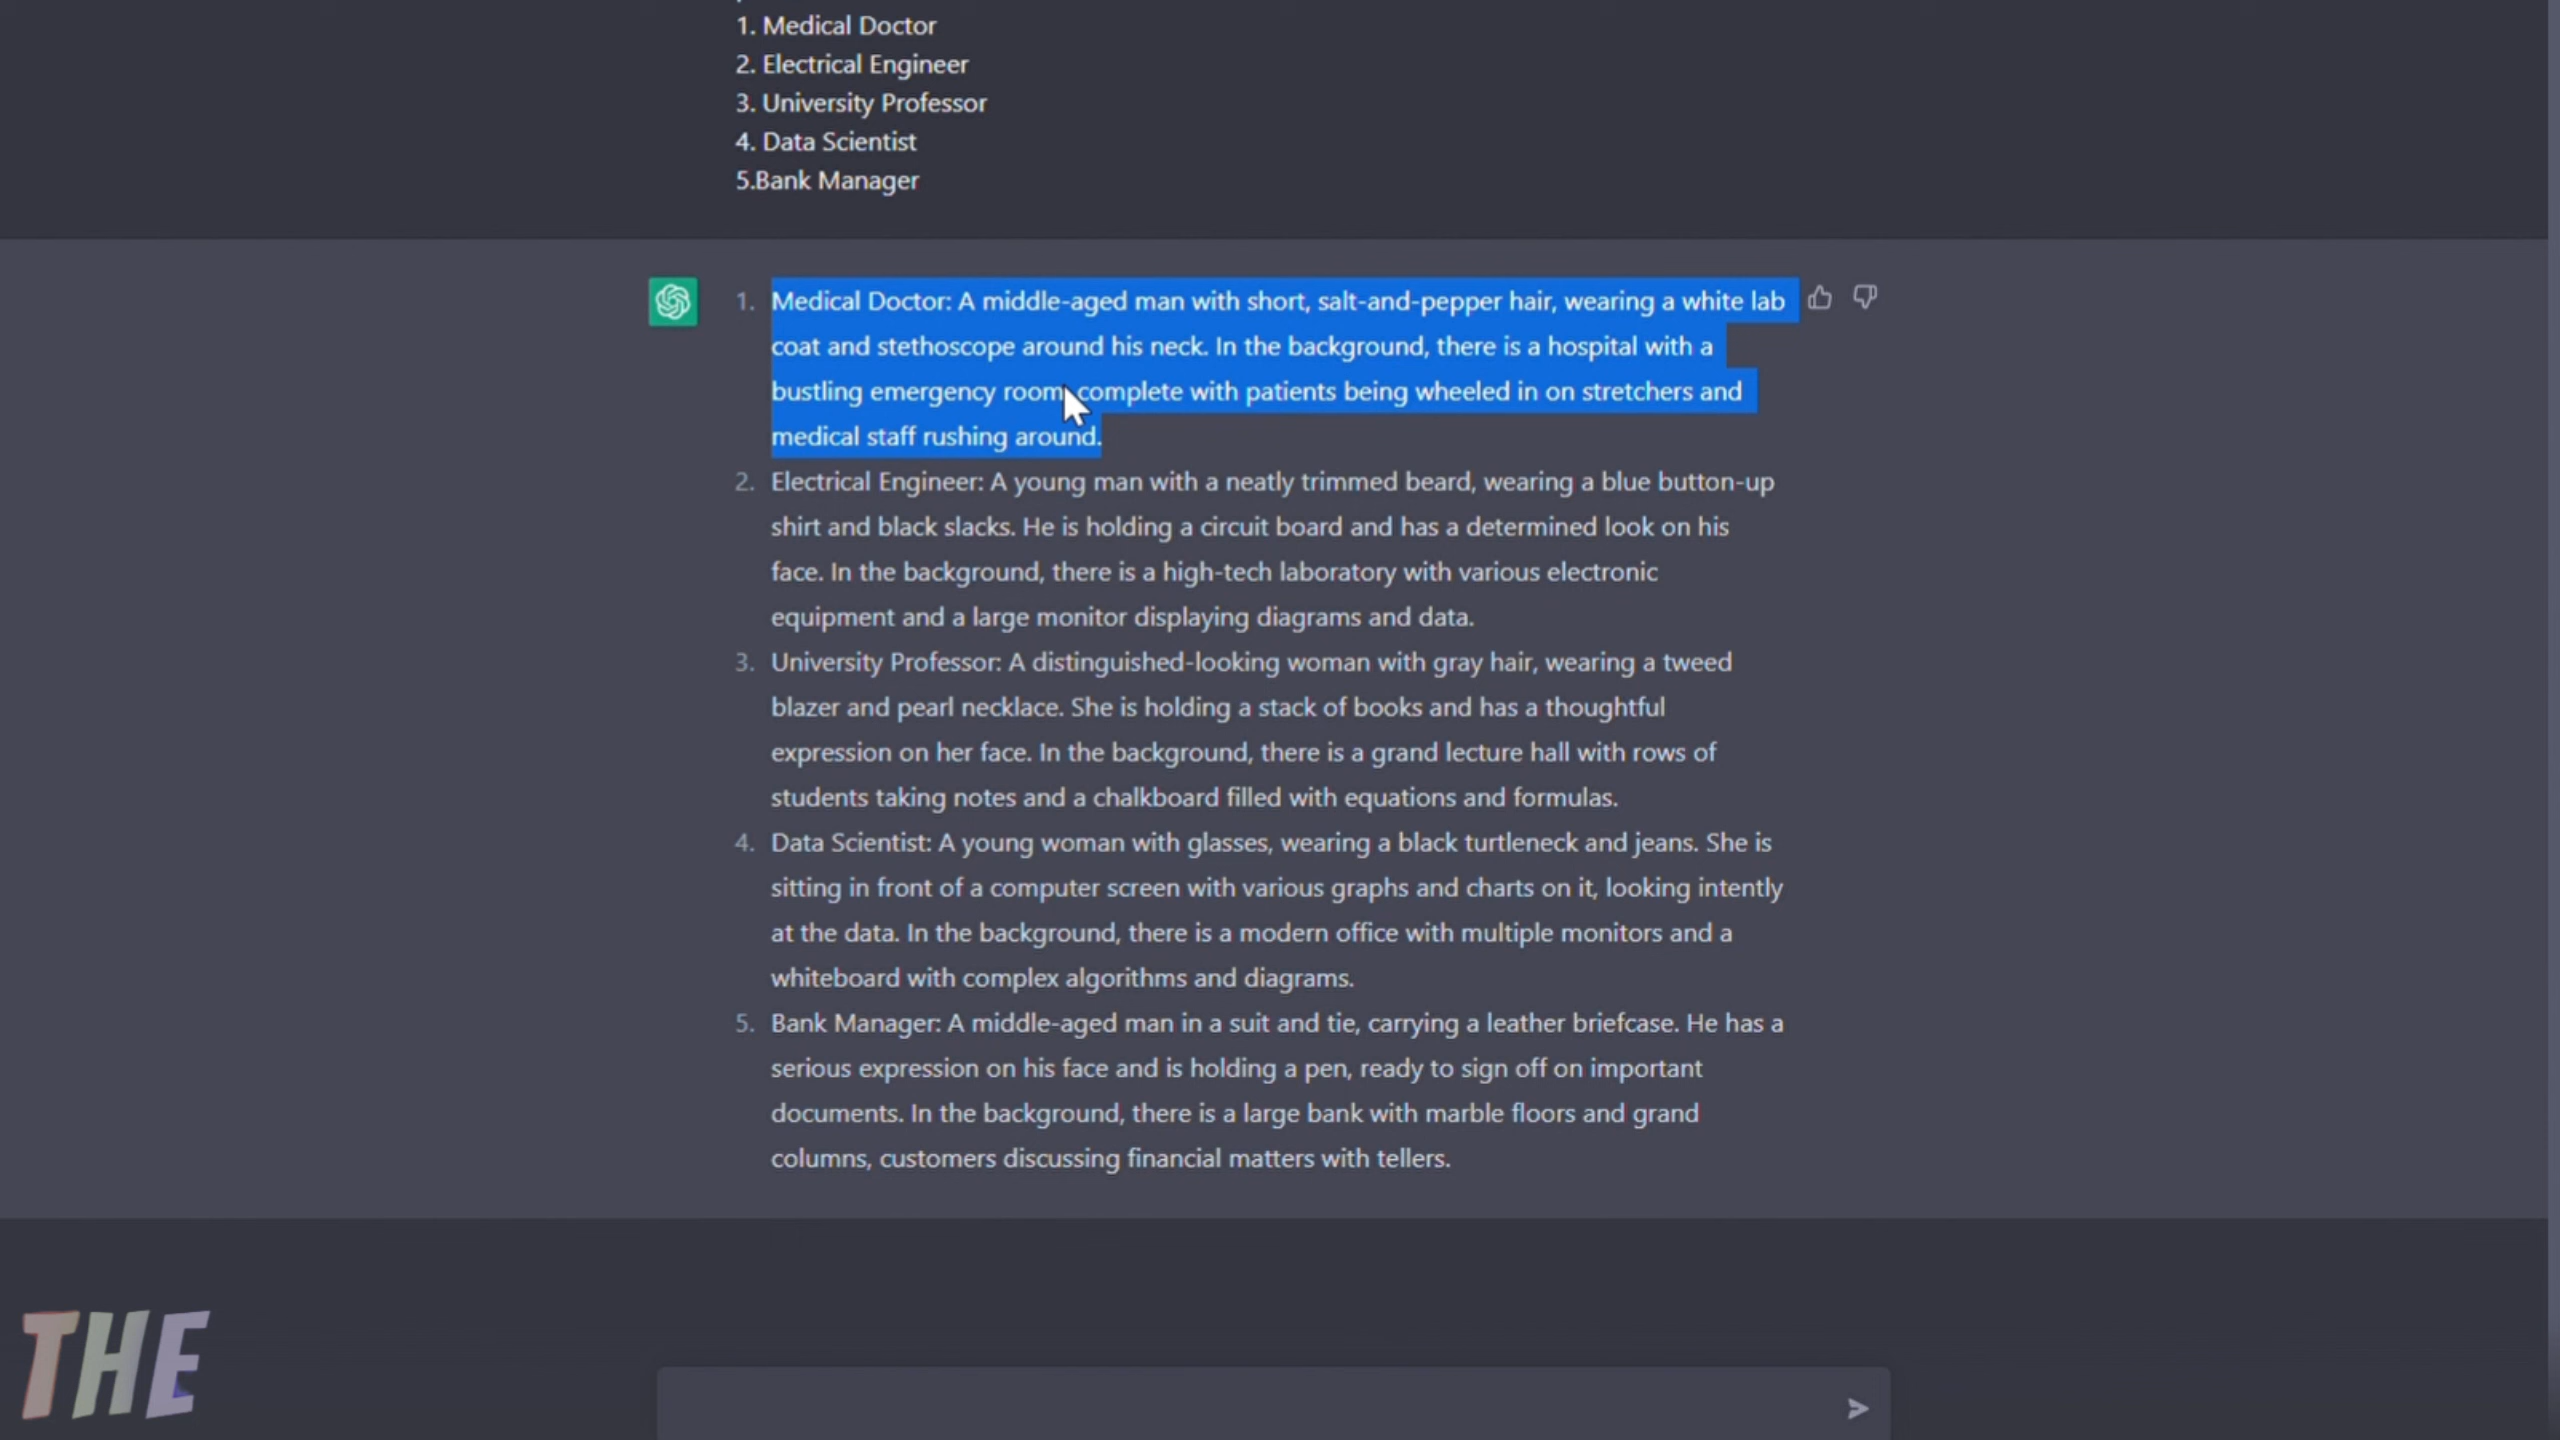 1. Medical Doctor
2. Electrical Engineer
3. University Professor
4. Data Scientist
5.Bank Manager
1. Medical Doctor: A middle-aged man with short, salt-and-pepper hair, wearing a white lab
coat and stethoscope around his neck. In the background, there is a hospital with a
bustling emergency room, complete with patients being wheeled in on stretchers and
medical staff rushing around.
2. Electrical Engineer: A young man with a neatly trimmed beard, wearing a blue button-up
shirt and black slacks. He is holding a circuit board and has a determined look on his
face. In the background, there is a high-tech laboratory with various electronic
equipment and a large monitor displaying diagrams and data.
3. University Professor: A distinguished-looking woman with gray hair, wearing a tweed
blazer and pearl necklace. She is holding a stack of books and has a thoughtful
expression on her face. In the background, there is a grand lecture hall with rows of
students taking notes and a chalkboard filled with equations and formulas.
4. Data Scientist: A young woman with glasses, wearing a black turtleneck and jeans. She is
sitting in front of a computer screen with various graphs and charts on it, looking intently
at the data. In the background, there is a modern office with multiple monitors and a
whiteboard with complex algorithms and diagrams.
5. Bank Manager: A middle-aged man in a suit and tie, carrying a leather briefcase. He has a
serious expression on his face and is holding a pen, ready to sign off on important
documents. In the background, there is a large bank with marble floors and grand
columns, customers discussing financial matters with tellers.
THE